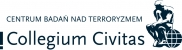 CENTRUM BADAŃ NAD TERRORYZMEM
Collegium Civitas